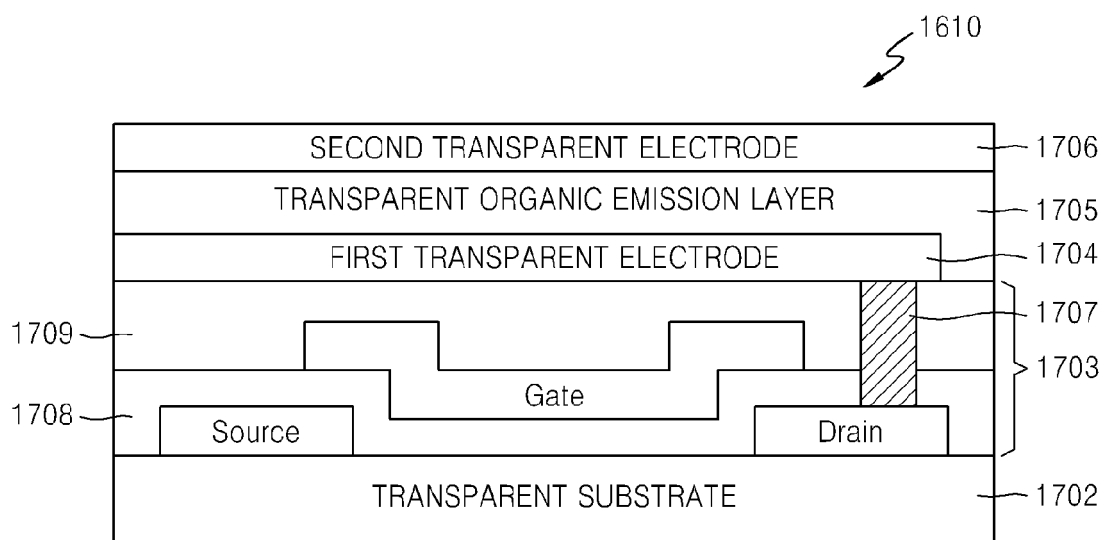 1610
SECOND TRANSPARENT ELECTRODE
1706
TRANSPARENT ORGANIC EMISSION LAYER
1705
FIRST TRANSPARENT ELECTRODE
1704
1707
1709
1703
Gate
1708
Source
Drain
TRANSPARENT SUBSTRATE
1702